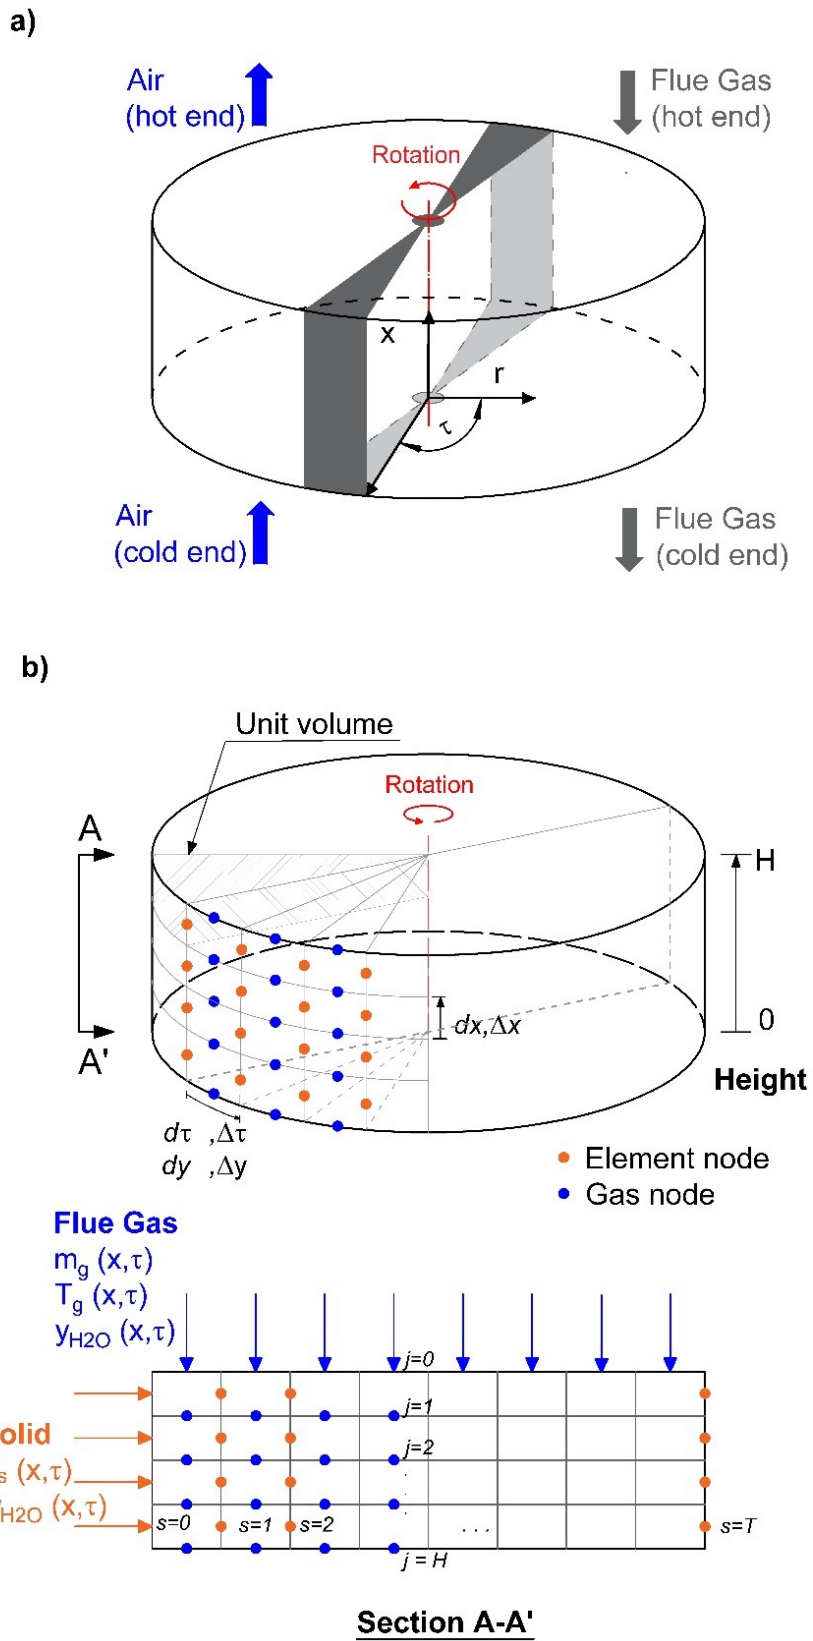 a)
Air
(hot end)
Flue Gas
(hot end)
Rotation
x
r
τ
Air
(cold end)
Flue Gas
(cold end)
b)
Unit volume
Rotation
A
H
dx,Δx
0
A'
Height
dτ ,Δτ
dy ,Δy
Element node
Gas node
Flue Gas
m_g (x,τ)
T_g (x,τ)
y_H2O (x,τ)
j=0
j=1
olid
j=2
s (x,τ)
H2O (x,τ)
s=0
s=1
s=2
...
s=T
j = H
Section A-A'